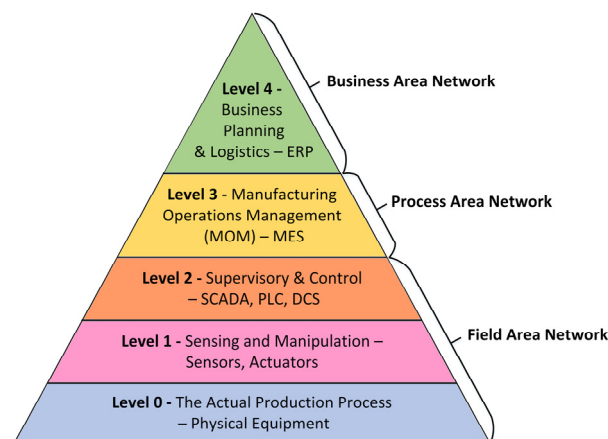 Level 4 -
Business
Planning
& Logistics – ERP
Business Area Network
Level 3 - Manufacturing
Operations Management
(MOM) – MES
Process Area Network
Level 2 - Supervisory & Control
– SCADA, PLC, DCS
Level 1 - Sensing and Manipulation –
Sensors, Actuators
Field Area Network
Level 0 - The Actual Production Process
– Physical Equipment